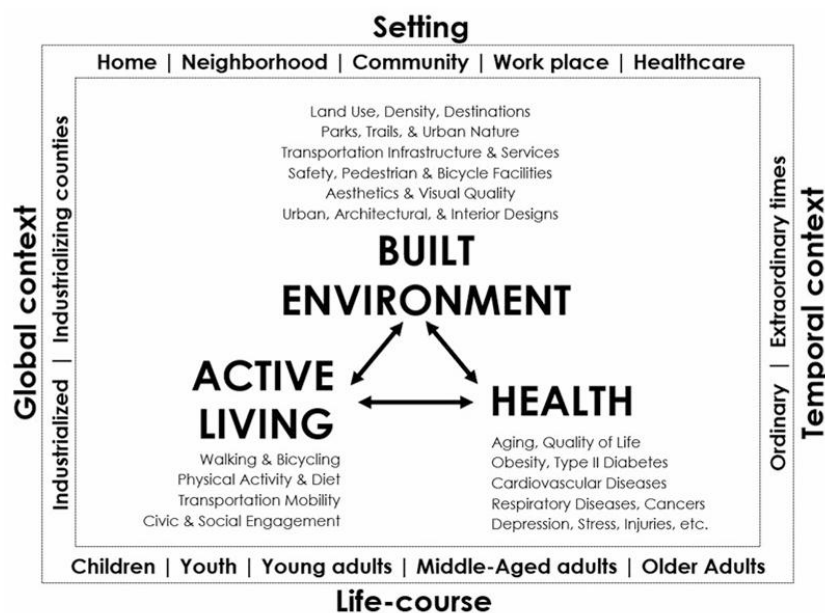 Setting
Home | Neighborhood | Community | Work place | Healthcare
Global context
Industrialized | Industrializing counties
Land Use, Density, Destinations
Parks, Trails, & Urban Nature
Transportation Infrastructure & Services
Safety, Pedestrian & Bicycle Facilities
Aesthetics & Visual Quality
Urban, Architectural, & Interior Designs
BUILT
ENVIRONMENT
ACTIVE
LIVING
Walking & Bicycling
Physical Activity & Diet
Transportation Mobility
Civic & Social Engagement
HEALTH
Aging, Quality of Life
Obesity, Type II Diabetes
Cardiovascular Diseases
Respiratory Diseases, Cancers
Depression, Stress, Injuries, etc.
Ordinary | Extraordinary times
Temporal context
Children | Youth | Young adults | Middle-Aged adults | Older Adults
Life-course